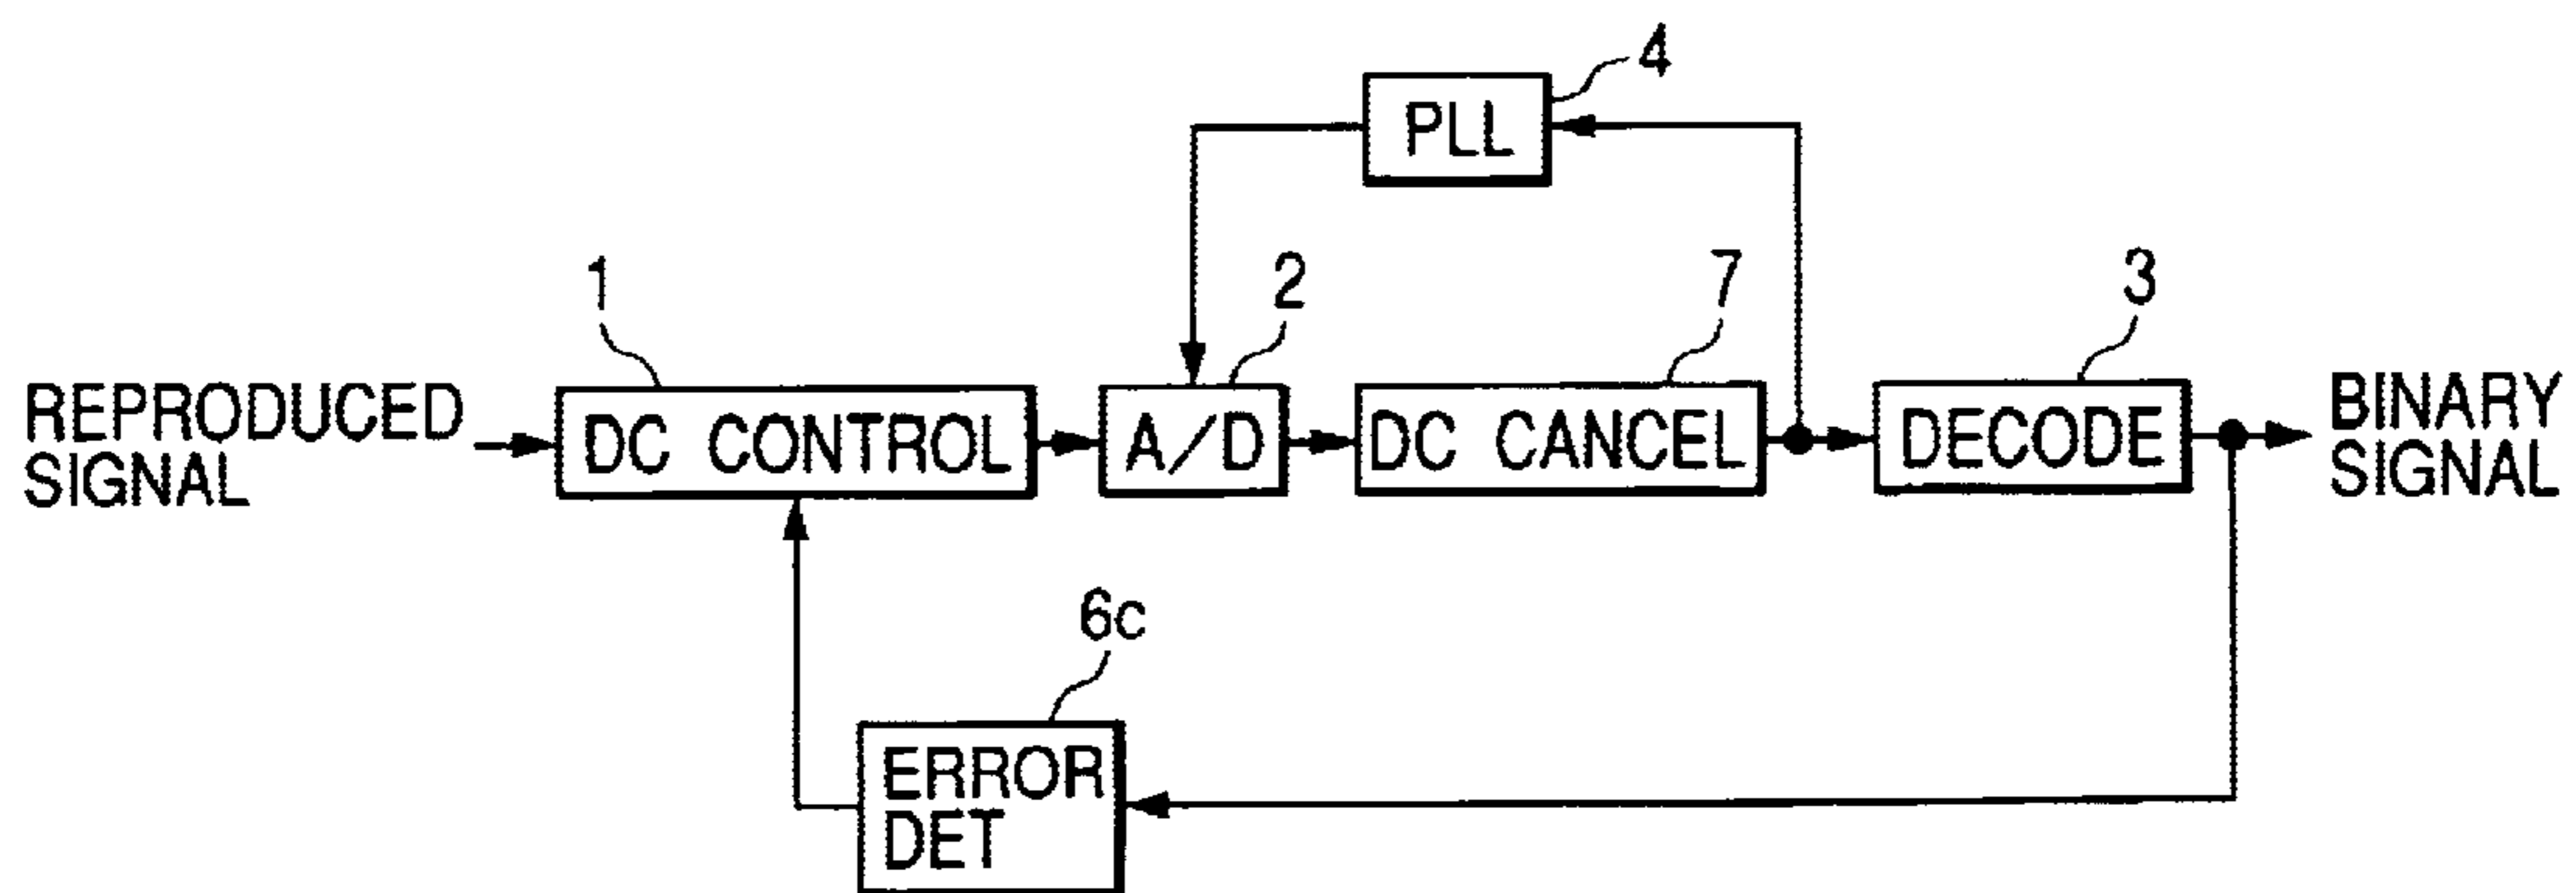 4
PLL
1
2
7
3
REPRODUCED
SIGNAL
DC CONTROL
A/D
DC CANCEL
DECODE
BINARY
SIGNAL
6c
ERROR
DET